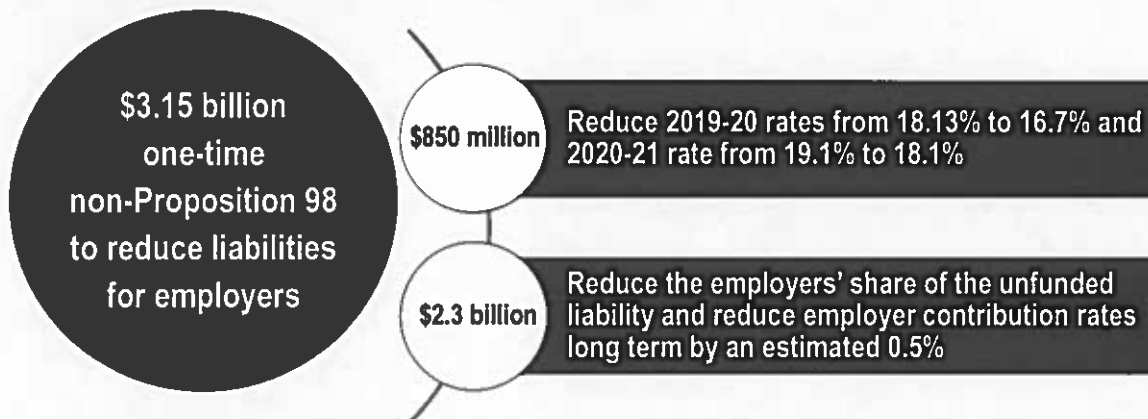 $3.15 billion
one-time
non-Proposition 98
to reduce liabilities
for employers
$850 million
Reduce 2019-20 rates from 18.13% to 16.7% and
2020-21 rate from 19.1% to 18.1%
$2.3 billion
Reduce the employers' share of the unfunded
liability and reduce employer contribution rates
long term by an estimated 0.5%